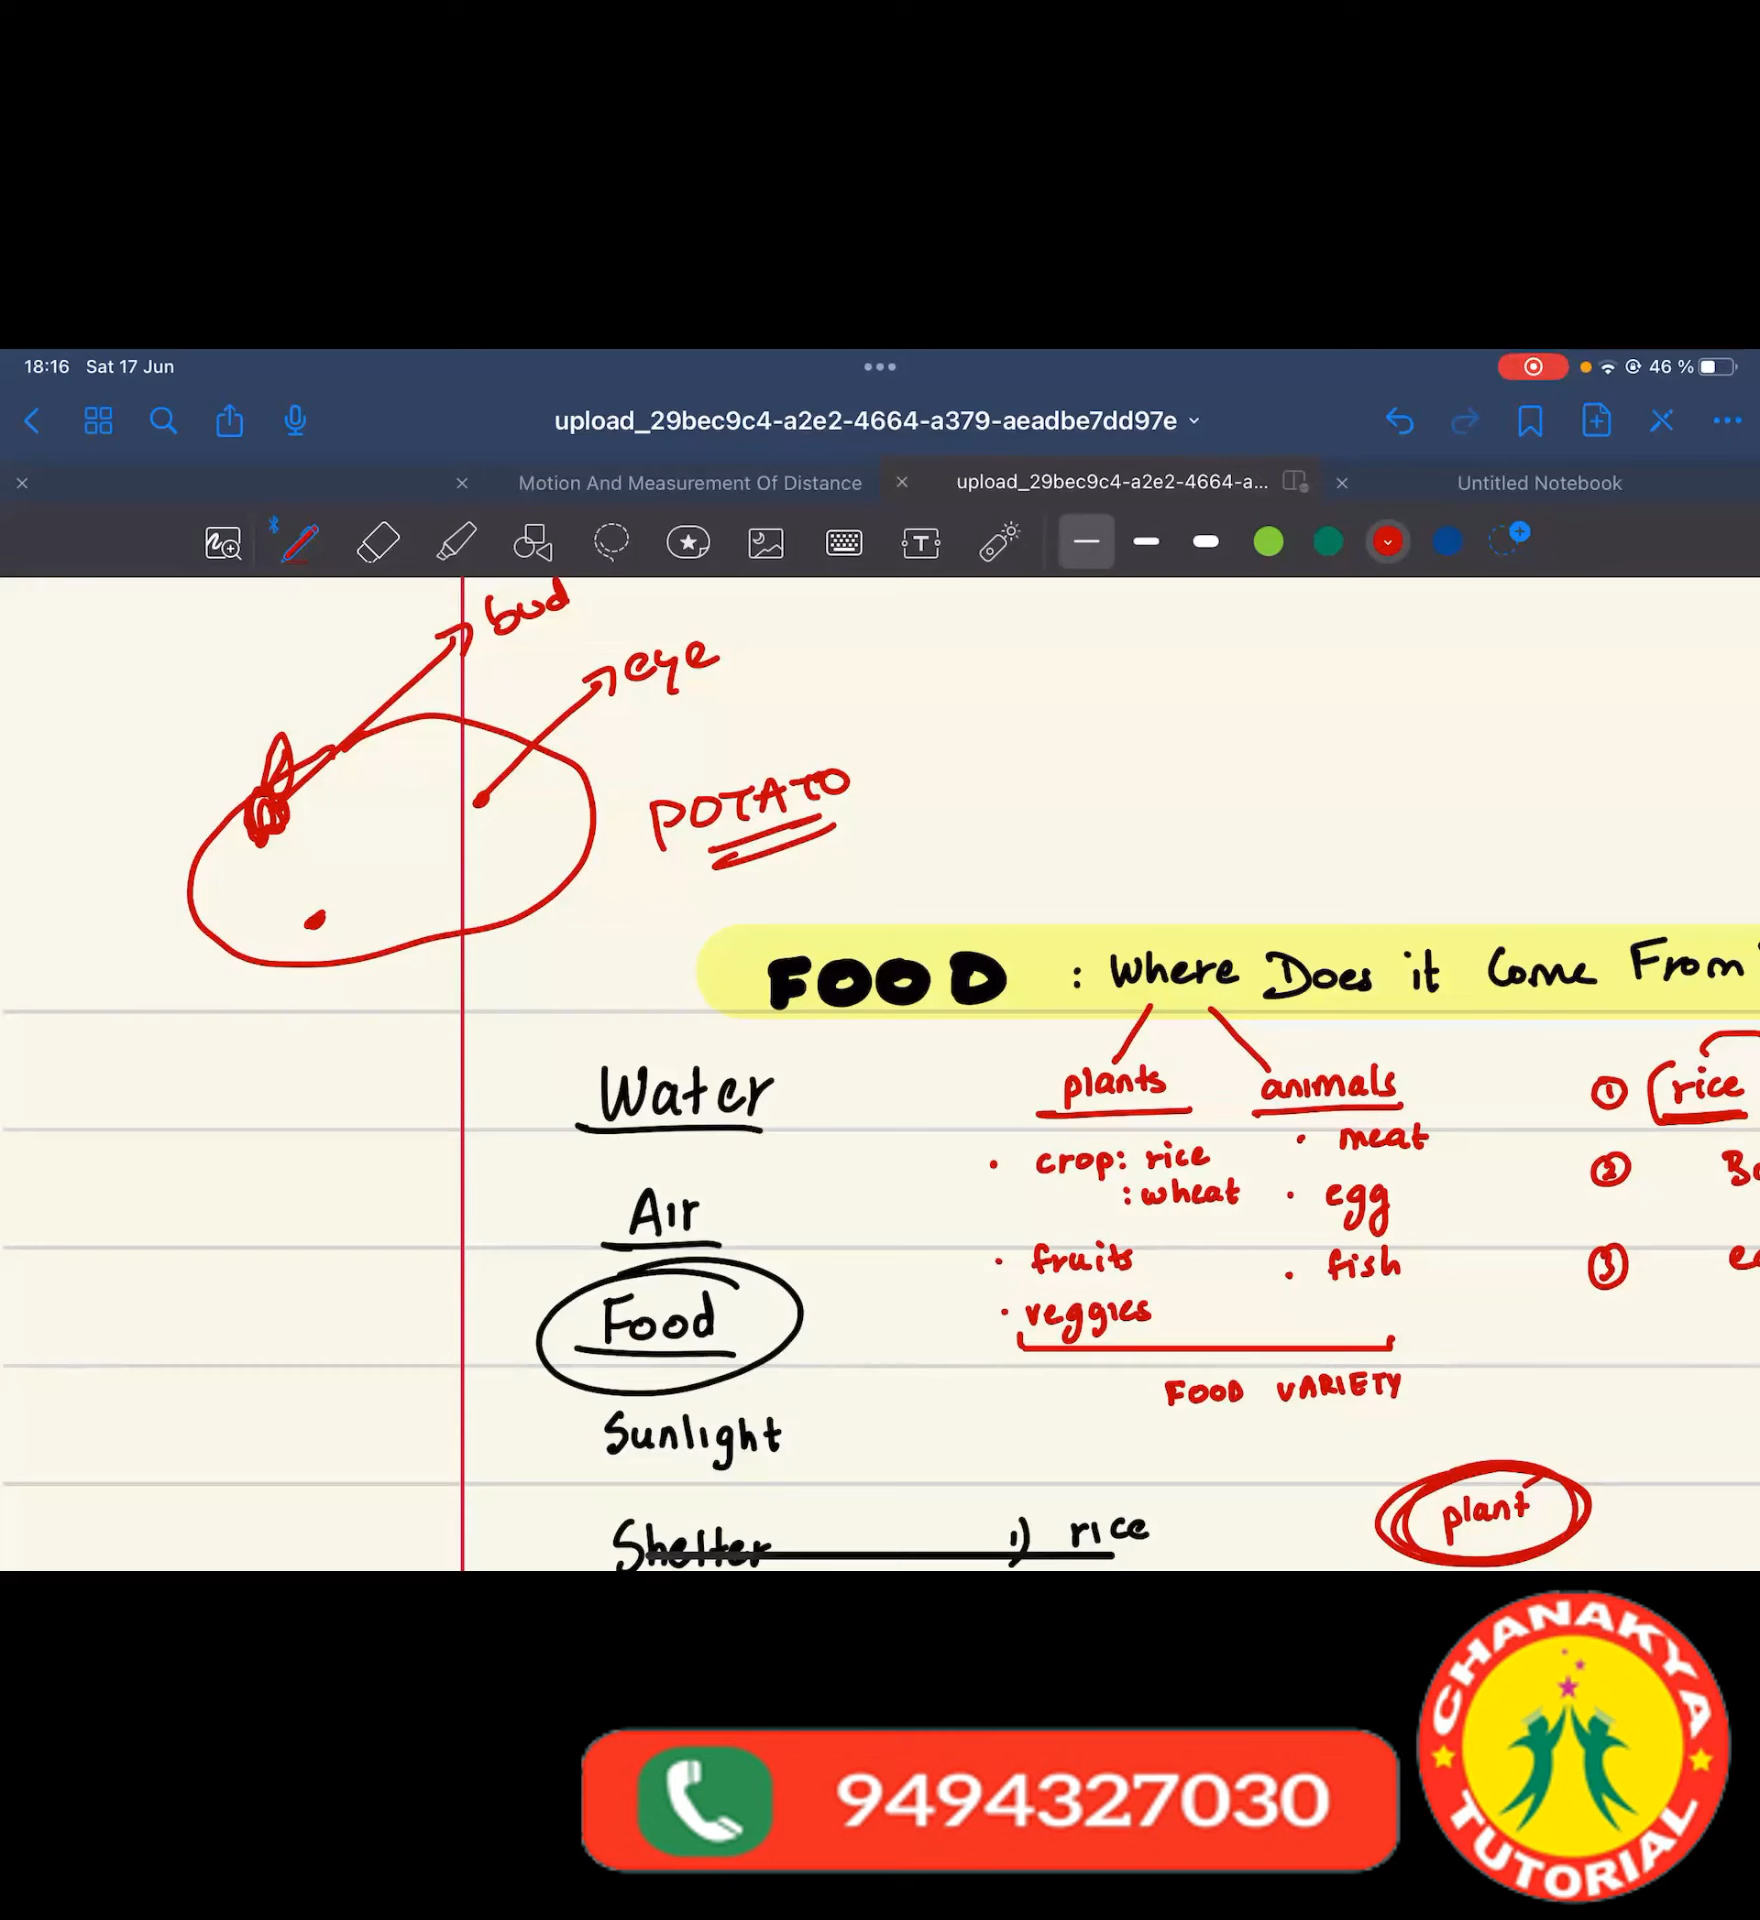 18:16 Sat 17 Jun
46 %
upload_29bec9c4-a2e2-4664-a379-aeadbe7dd97e
Motion And Measurement Of Distance
upload_29bec9c4-a2e2-4664-a...
Untitled Notebook
bud
eye
POTATO
FOOD : Where Does it Come From
Water
plants
animals
① rice
• meat
• crop: rice
②
: wheat
• egg
Air
• fruits
• fish
③
Food
• veggies
FOOD VARIETY
Sunlight
plant
Shelter
1) rice
9494327030
CHANAKYA
TUTORIAL